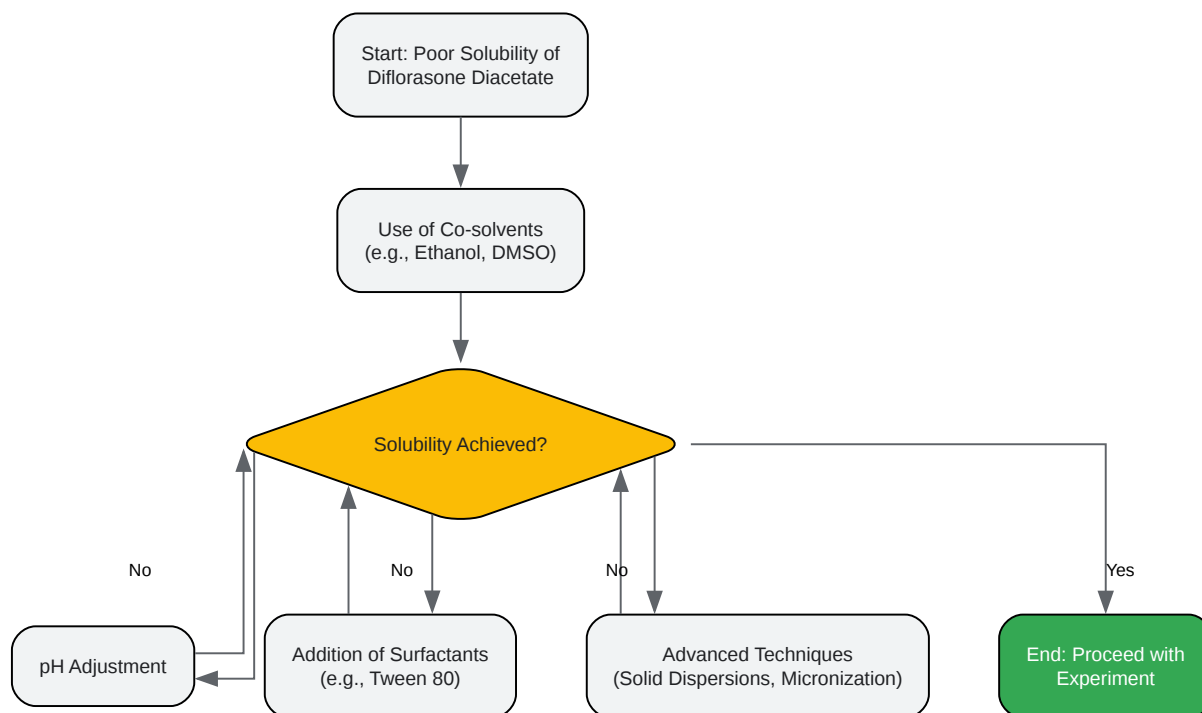 Start: Poor Solubility of
Diflorasone Diacetate
Use of Co-solvents
(e.g., Ethanol, DMSO)
Solubility Achieved?
No
No
No
Yes
pH Adjustment
Addition of Surfactants
(e.g., Tween 80)
Advanced Techniques
(Solid Dispersions, Micronization)
End: Proceed with
Experiment